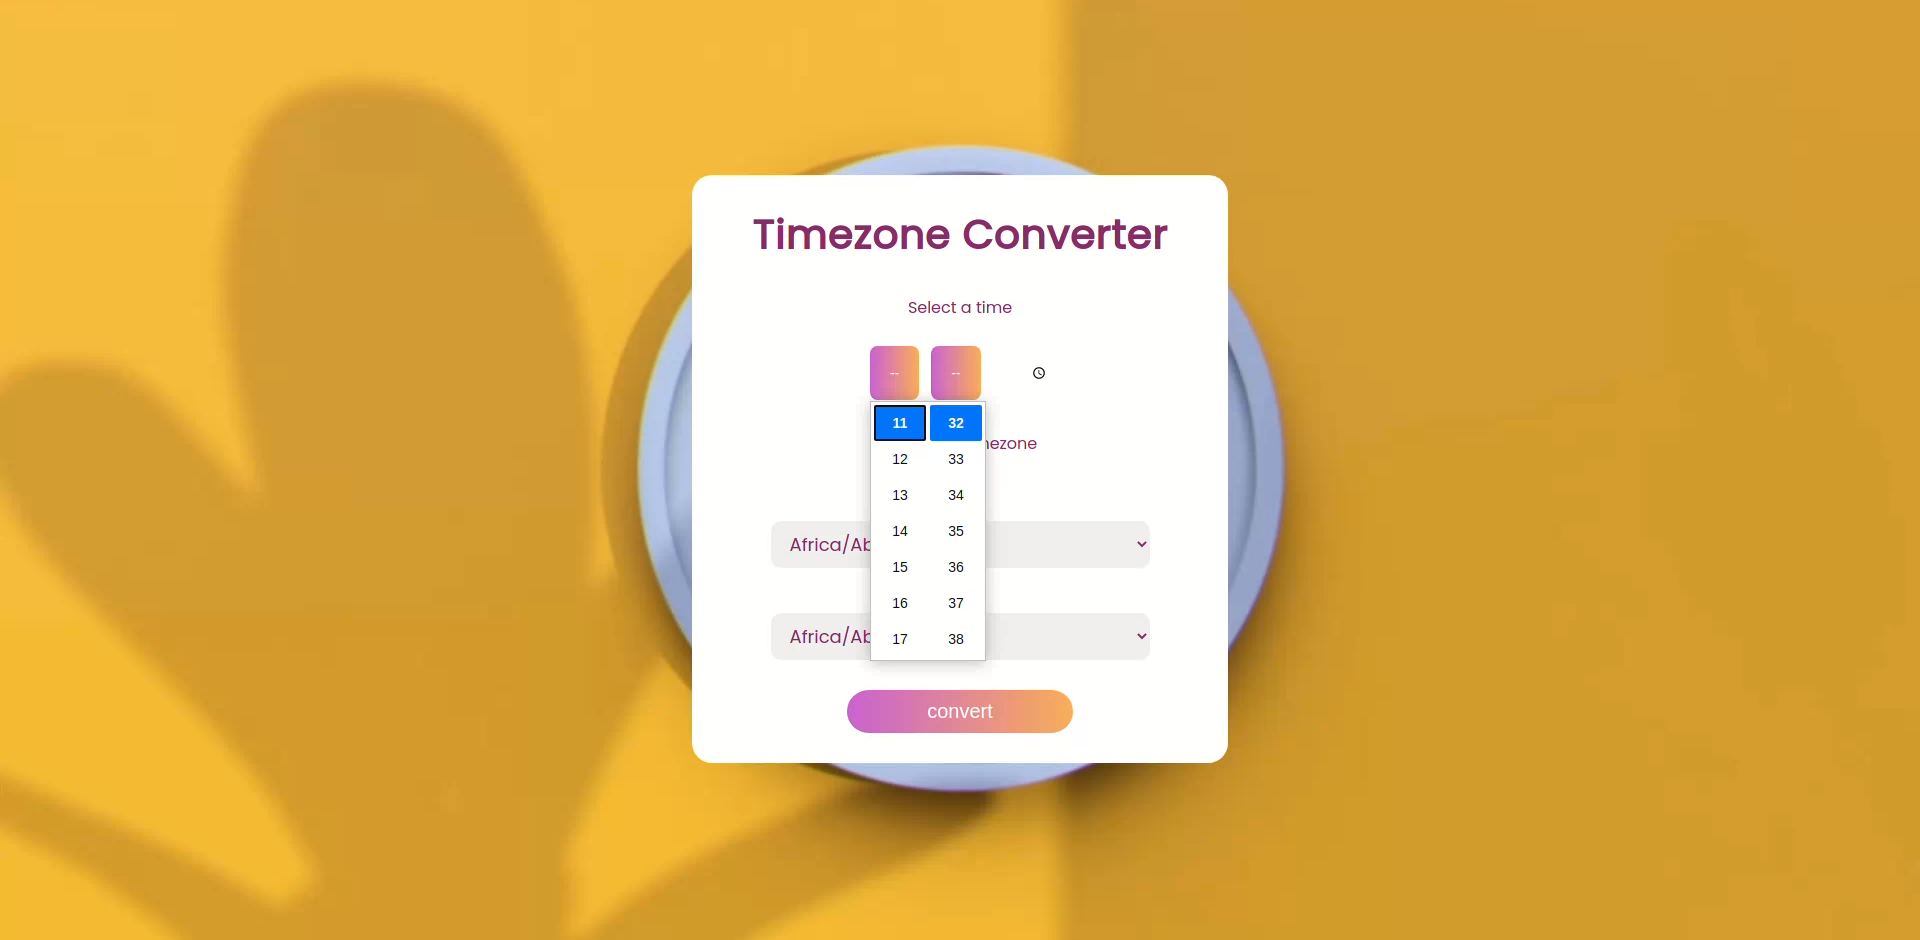 Timezone Converter
Select a time
-- --
11 32
mezone
12 33
13 34
14 35
Africa/Ab
15 36
16 37
Africa/Ab
17 38
convert